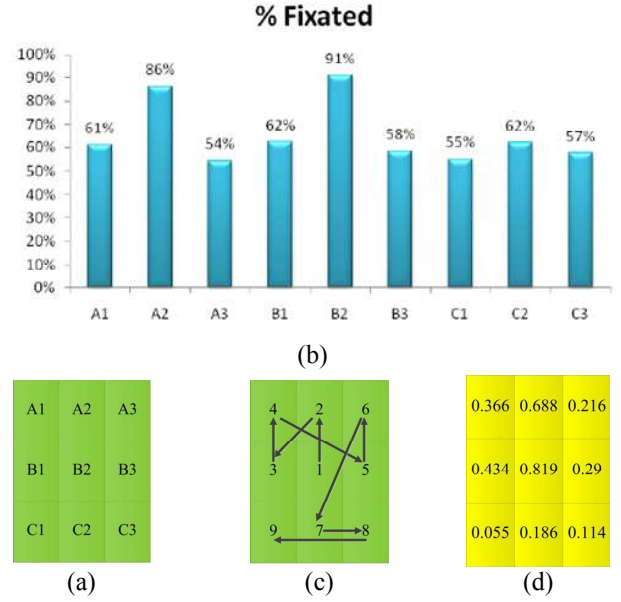 % Fixated
100%
90%
80%
70%
60%
50%
40%
30%
20%
10%
0%
61%
86%
54%
62%
91%
58%
55%
62%
57%
A1 A2 A3 B1 B2 B3 C1 C2 C3
(b)
A1 A2 A3
B1 B2 B3
C1 C2 C3
(a)
4 2 6
3 1 5
9 7 8
(c)
0.366 0.688 0.216
0.434 0.819 0.29
0.055 0.186 0.114
(d)